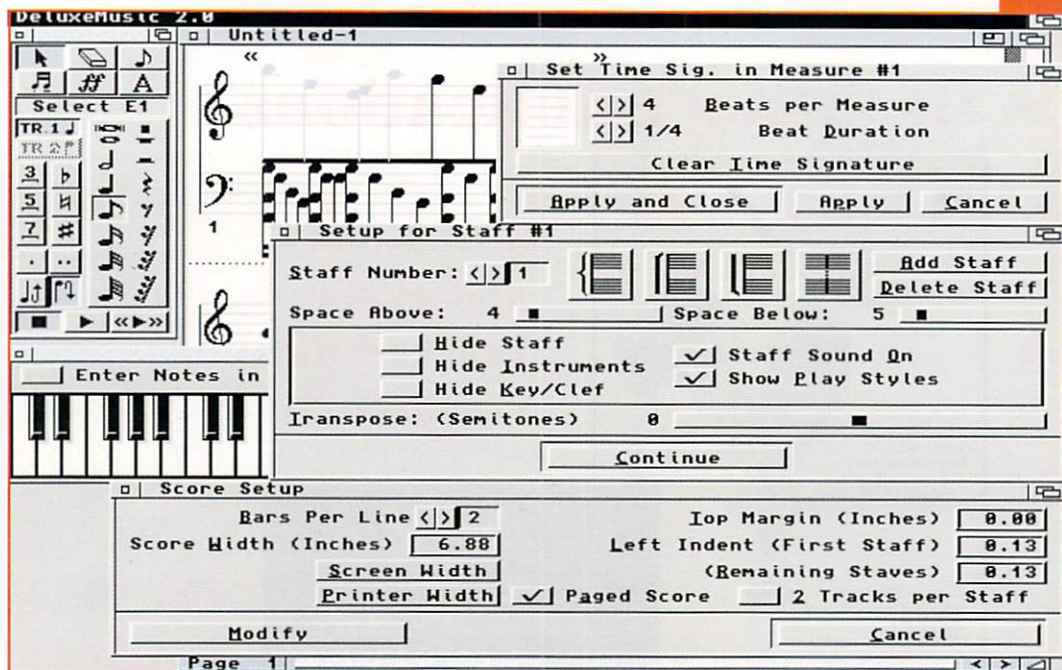 DeluxeMusic 2.0
Untitled-1
Set Time Sig. in Measure #1
4 Beats per Measure
1/4 Beat Duration
Clear Time Signature
Apply and Close Apply Cancel
ff A
Select E1
TR.1
TR 2
3
5
7
1
Setup for Staff #1
Staff Number: 1
Add Staff
Delete Staff
Space Above: 4 Space Below: 5
Hide Staff
Hide Instruments
Hide Key/Clef
Staff Sound On
Show Play Styles
Transpose: (Semitones) 0
Continue
Enter Notes in
Score Setup
Bars Per Line 2
Score Width (Inches) 6.88
Screen Width
Printer Width
Top Margin (Inches) 0.00
Left Indent (First Staff) 0.13
(Remaining Staves) 0.13
Paged Score 2 Tracks per Staff
Modify Cancel
Page 1